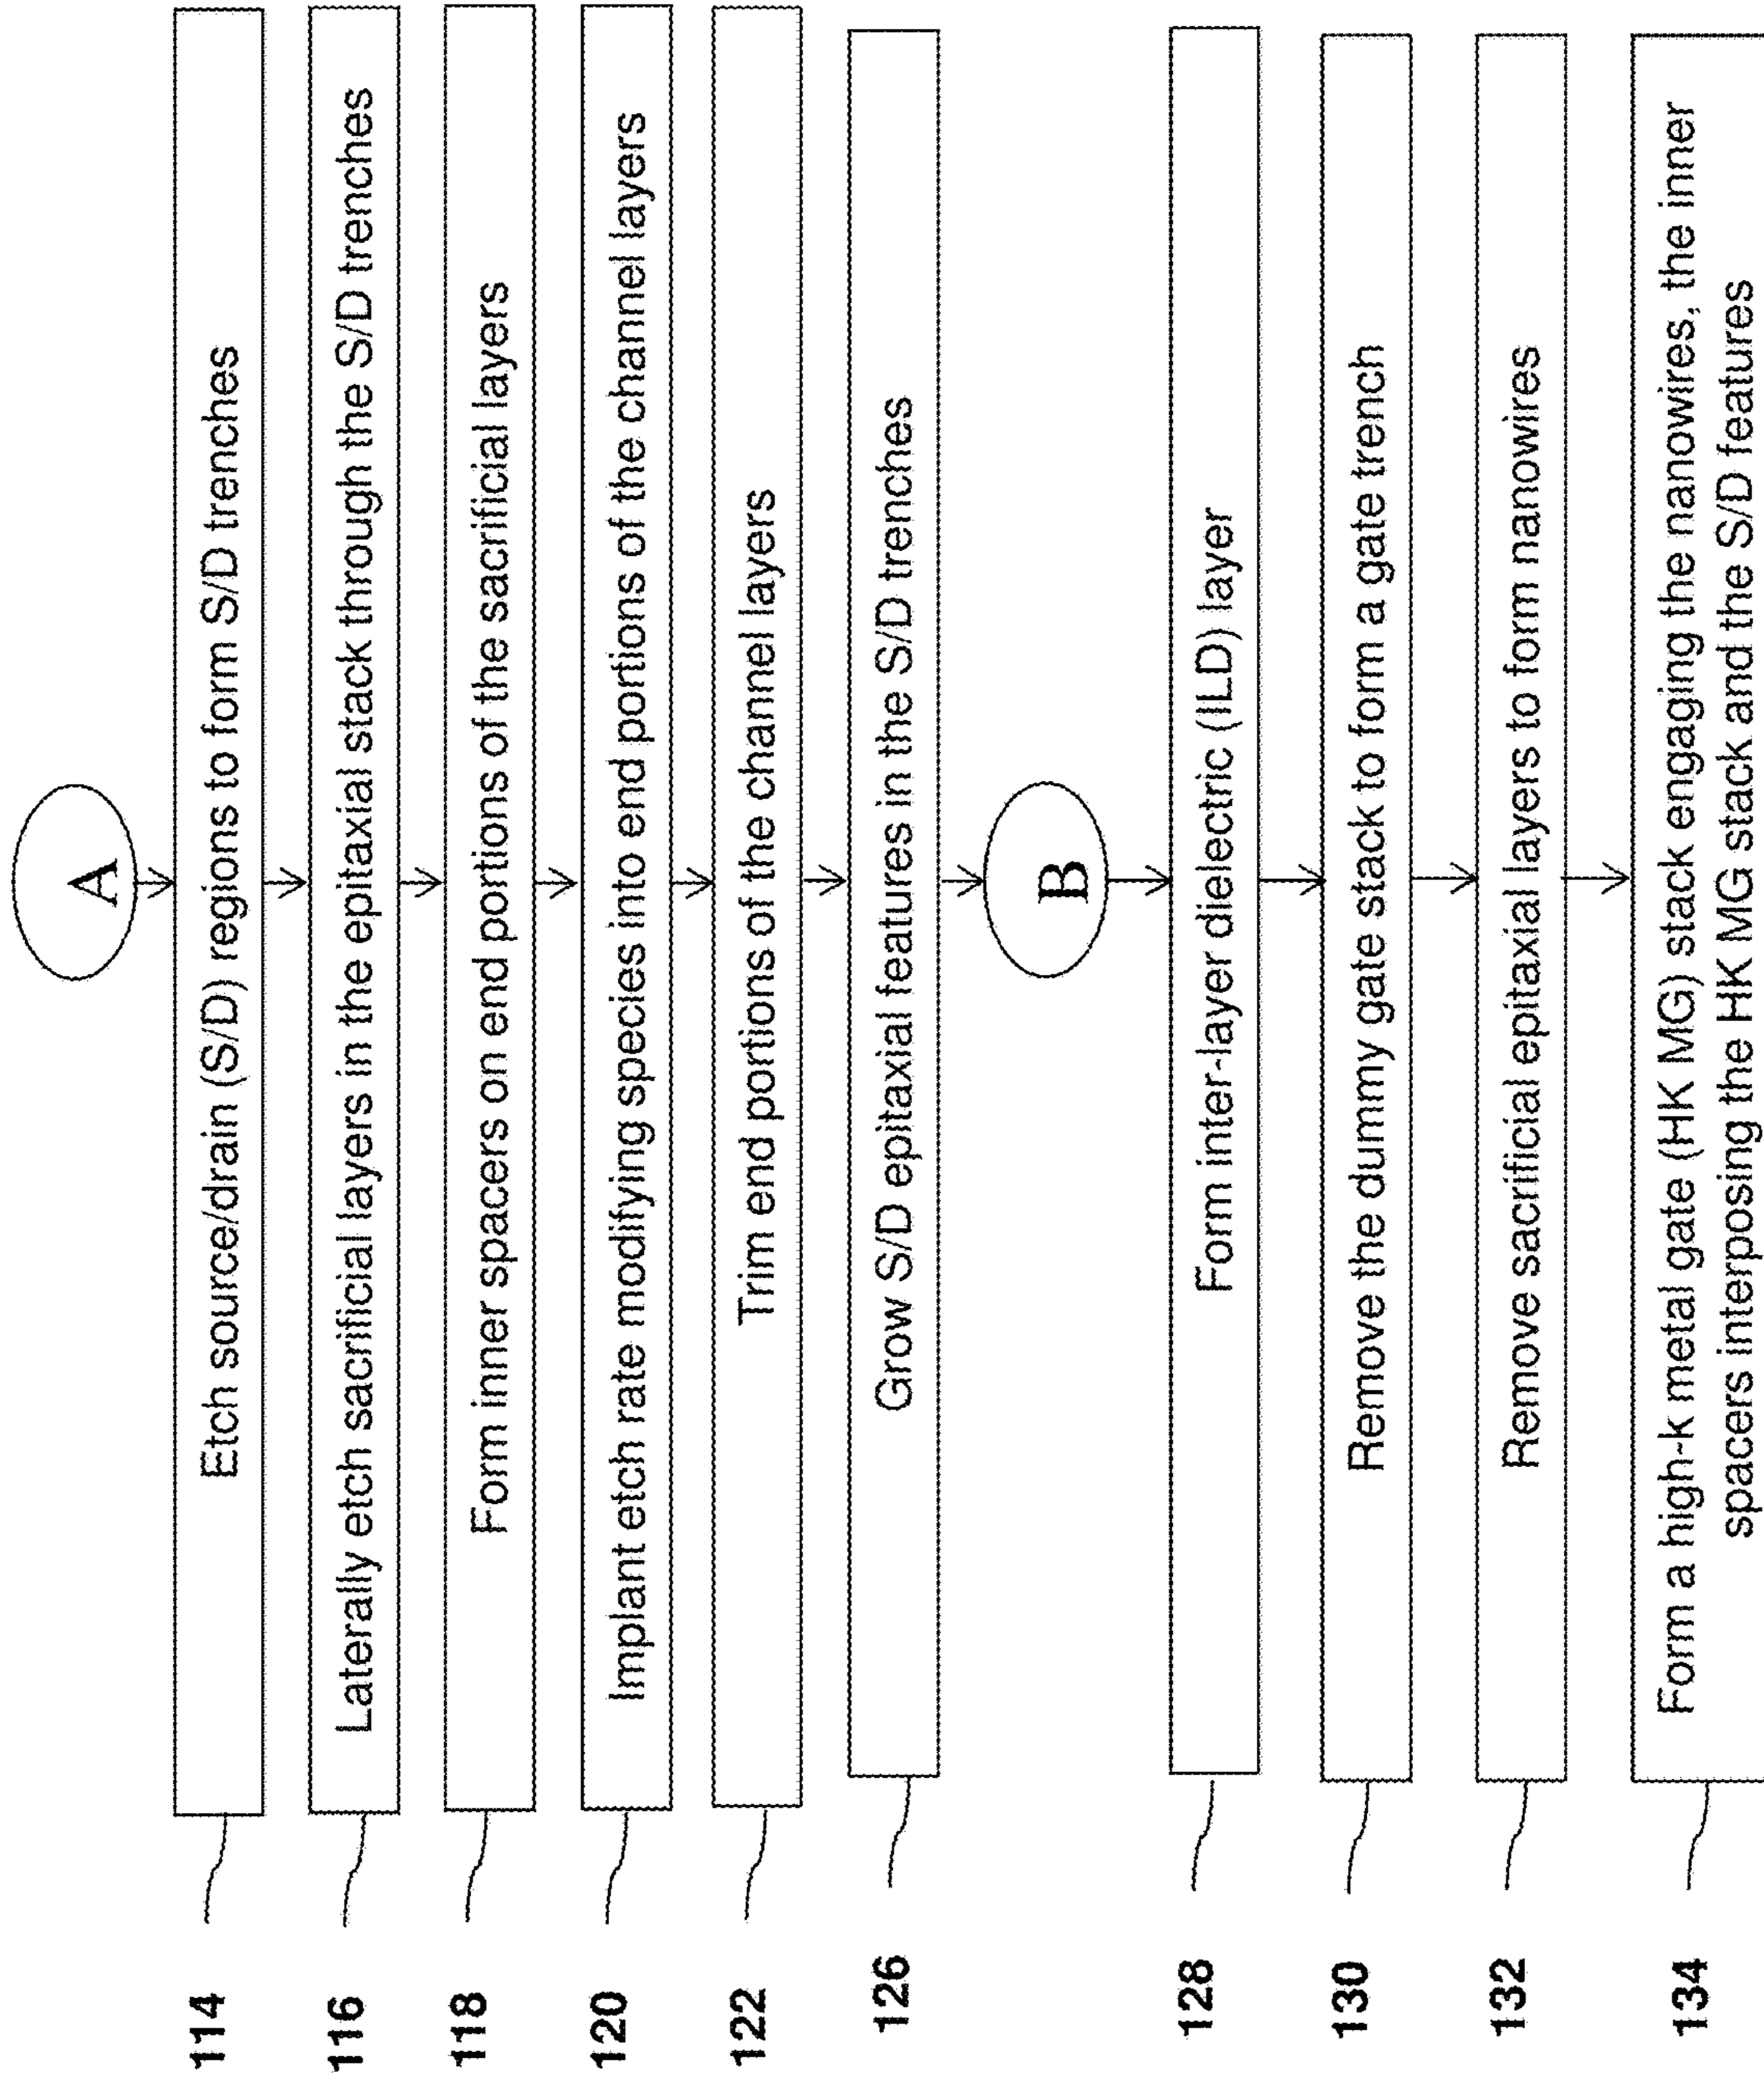 A
114 Etch source/drain (S/D) regions to form S/D trenches
116 Laterally etch sacrificial layers in the epitaxial stack through the S/D trenches
118 Form inner spacers on end portions of the sacrificial layers
120 Implant etch rate modifying species into end portions of the channel layers
122 Trim end portions of the channel layers
126 Grow S/D epitaxial features in the S/D trenches
B
128 Form inter-layer dielectric (ILD) layer
130 Remove the dummy gate stack to form a gate trench
132 Remove sacrificial epitaxial layers to form nanowires
134 Form a high-k metal gate (HK MG) stack engaging the nanowires, the inner
spacers interposing the HK MG stack and the S/D features